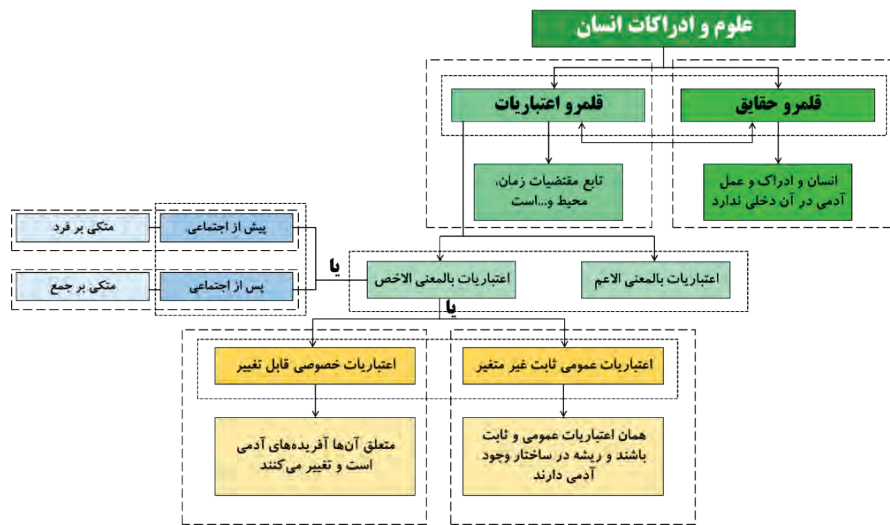 علوم و ادراکات انسان
قلمرو حقایق
قلمرو اعتباریات
انسان و ادراک و عمل
آدمی در آن دخلی ندارد
تابع مقتضیات زمان،
محیط و...است
پیش از اجتماعی.
متکی بر فرد
یا
پس از اجتماعی
متکی بر جمع
اعتباریات بالمعنی الاعم
اعتباریات بالمعنی الاخص
یا
اعتباریات عمومی ثابت غیر متغیر
اعتباریات خصوصی قابل تغییر
همان اعتباریات عمومی و ثابت
باشند و ریشه در ساختار وجود
آدمی دارند
متعلق آن‌ها آفریده‌های آدمی
است و تغییر می‌کنند